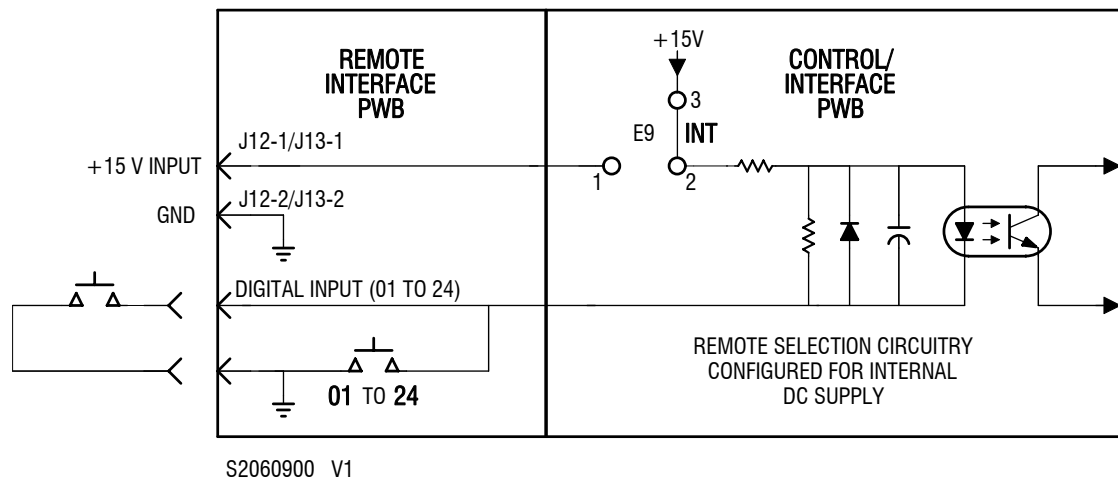 REMOTE
INTERFACE
PWB
+15V
CONTROL/
INTERFACE
PWB
3
E9 INT
J12-1/J13-1
+15 V INPUT
1
2
J12-2/J13-2
GND
DIGITAL INPUT (01 TO 24)
01 TO 24
REMOTE SELECTION CIRCUITRY
CONFIGURED FOR INTERNAL
DC SUPPLY
S2060900 V1